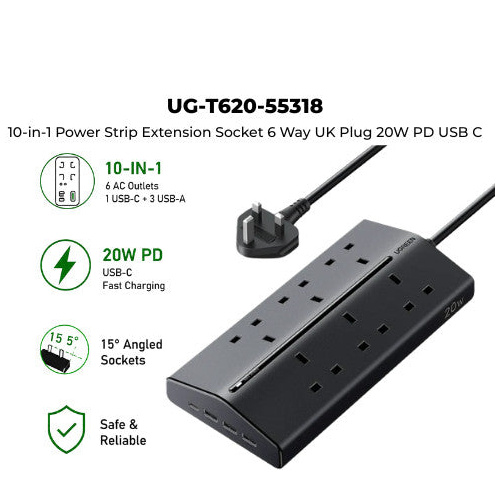 UG-T620-55318
10-in-1 Power Strip Extension Socket 6 Way UK Plug 20W PD USB C
10-IN-1
6 AC Outlets
1 USB-C + 3 USB-A
20W PD
USB-C
Fast Charging
15 5°
15° Angled
Sockets
Safe &
Reliable
UGREEN
20W